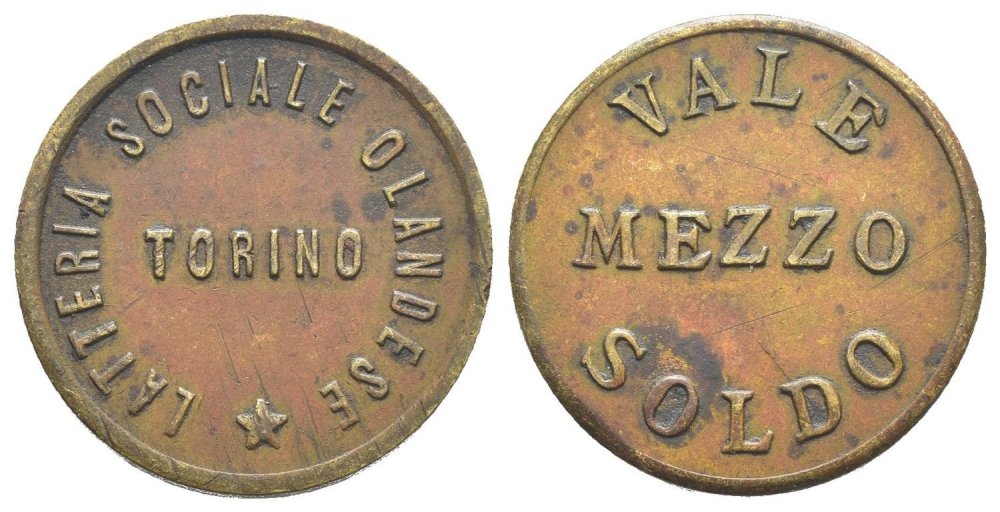 LATTERIA SOCIALE OLANDESE
TORINO
VALE
MEZZO
SOLDO